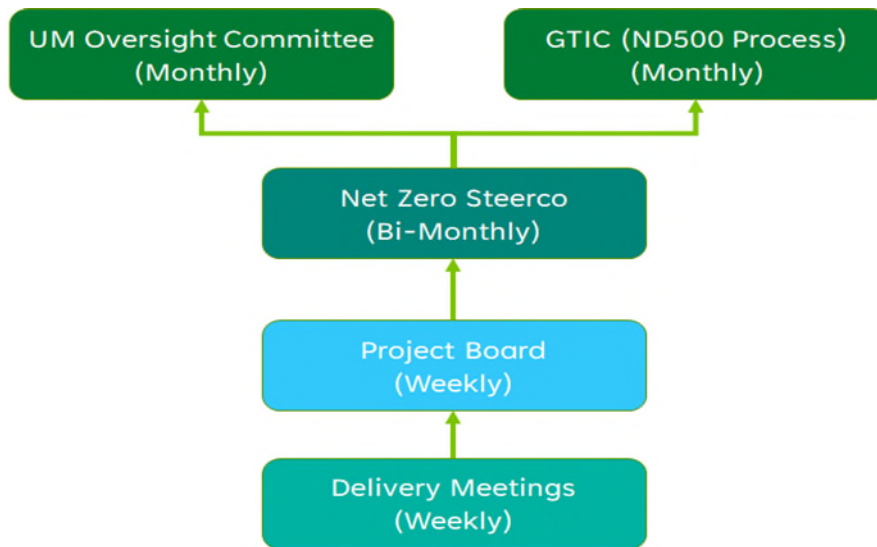 UM Oversight Committee
(Monthly)
GTIC (ND500 Process)
(Monthly)
Net Zero Steerco
(Bi-Monthly)
Project Board
(Weekly)
Delivery Meetings
(Weekly)